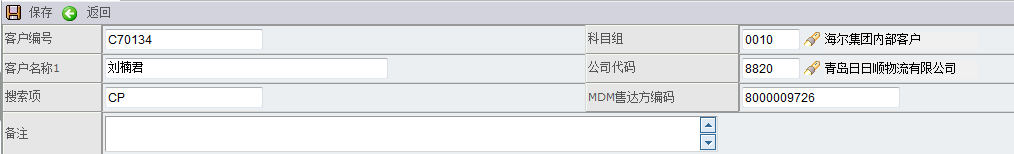 保存 返回
客户编号 C70134 科目组 0010 海尔集团内部客户
客户名称1 刘楠君 公司代码 8820 青岛日日顺物流有限公司
搜索项 CP MDM售达方编码 8000009726
备注